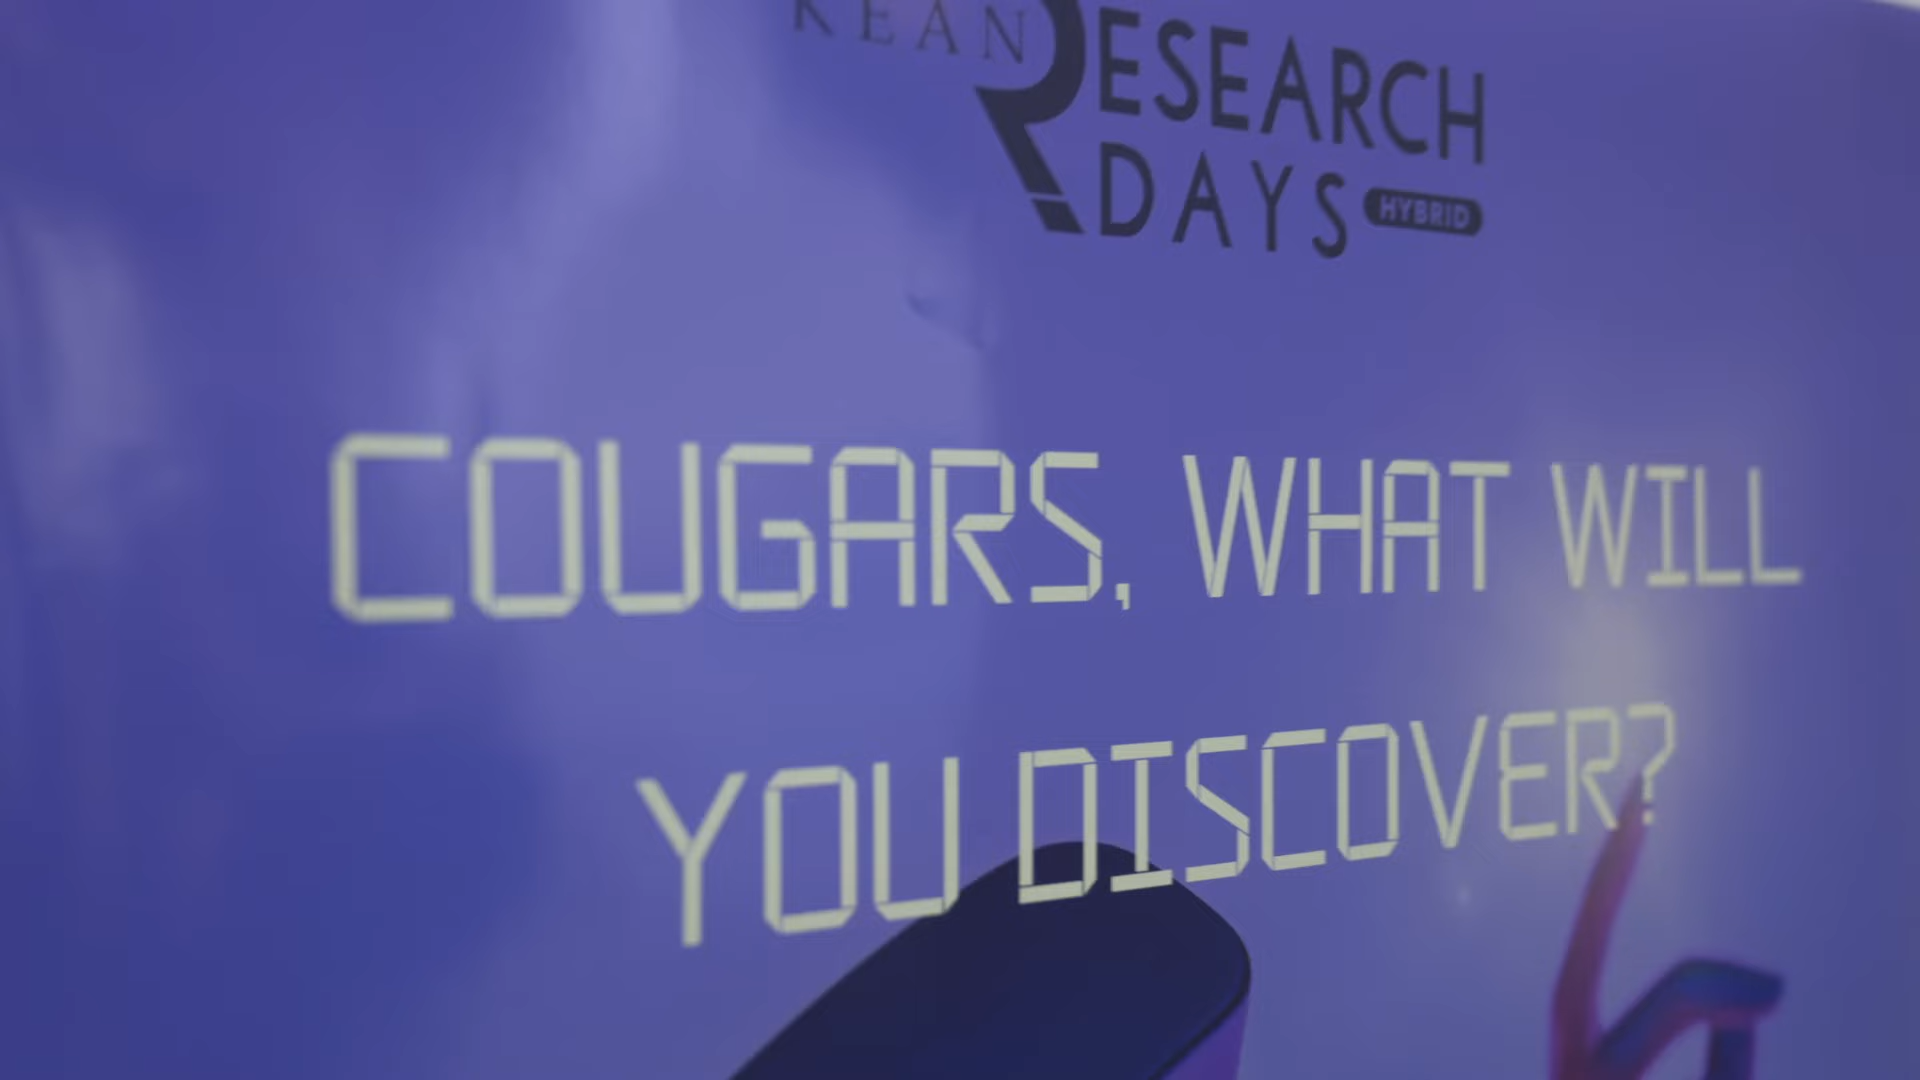 KEAN
RESEARCH
DAYS HYBRID
COUGARS, WHAT WILL
YOU DISCOVER?